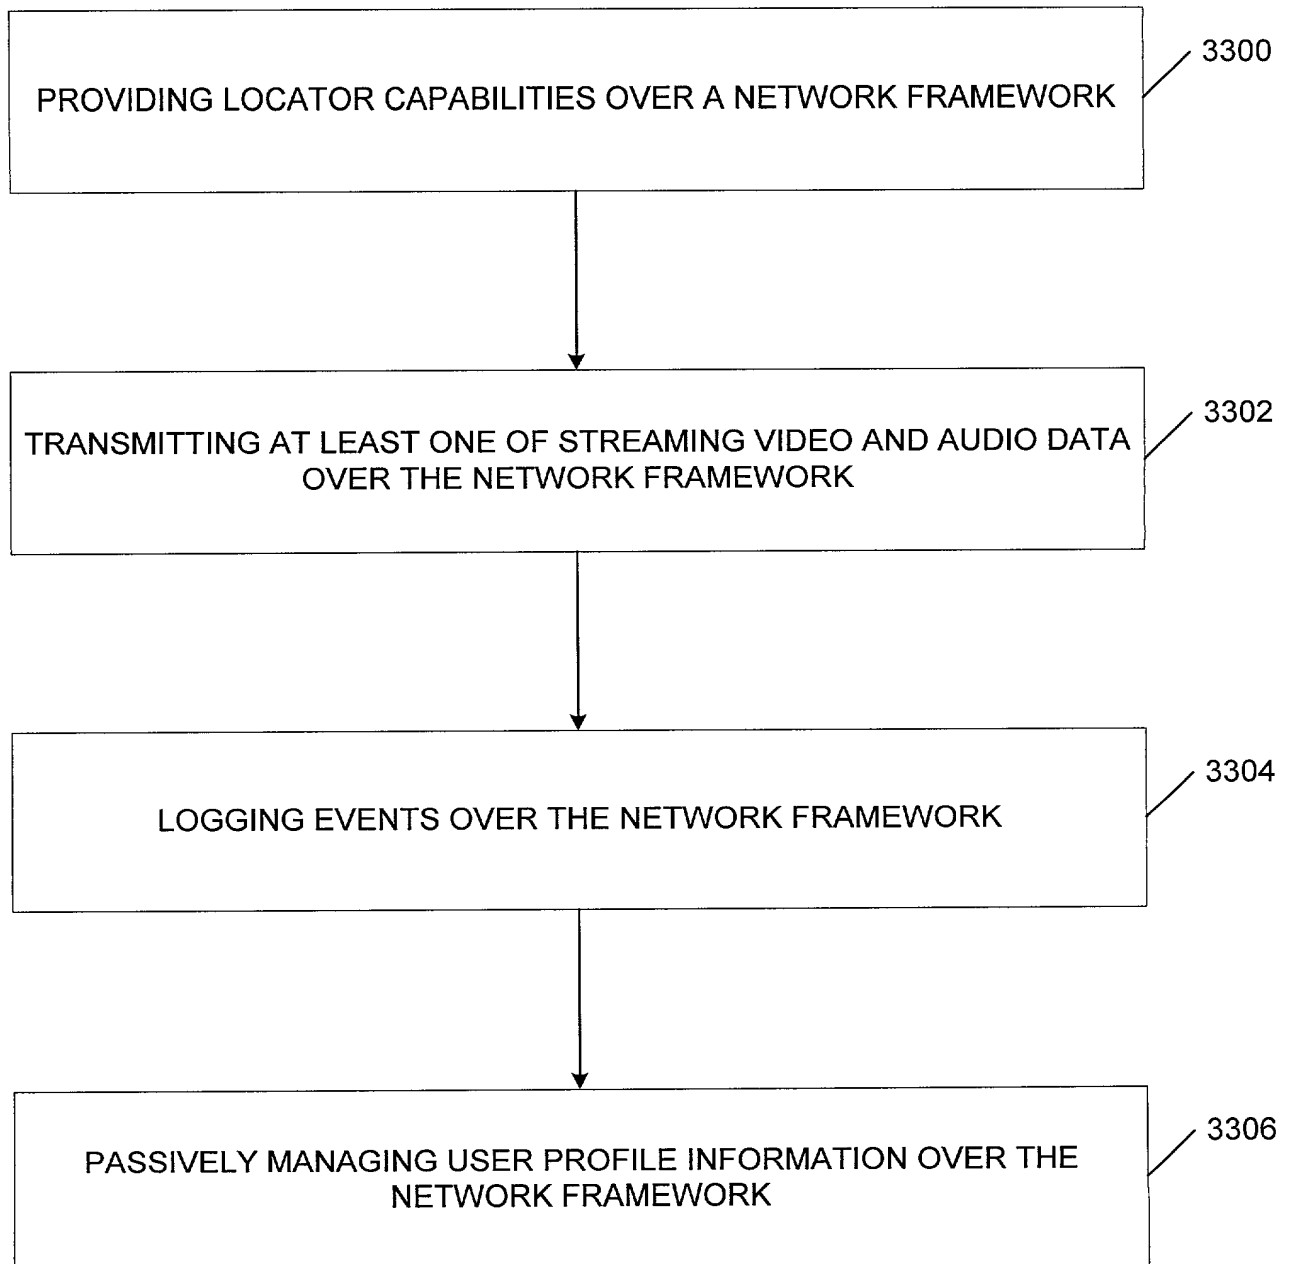 PROVIDING LOCATOR CAPABILITIES OVER A NETWORK FRAMEWORK
3300
TRANSMITTING AT LEAST ONE OF STREAMING VIDEO AND AUDIO DATA
OVER THE NETWORK FRAMEWORK
3302
LOGGING EVENTS OVER THE NETWORK FRAMEWORK
3304
PASSIVELY MANAGING USER PROFILE INFORMATION OVER THE
NETWORK FRAMEWORK
3306